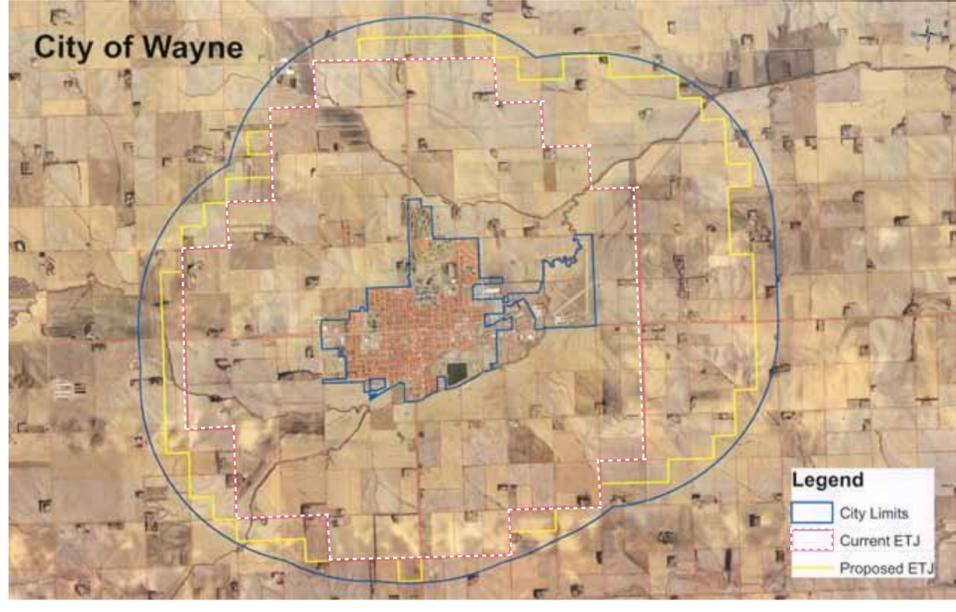 City of Wayne
Legend
City Limits
Current ETJ
Proposed ETJ